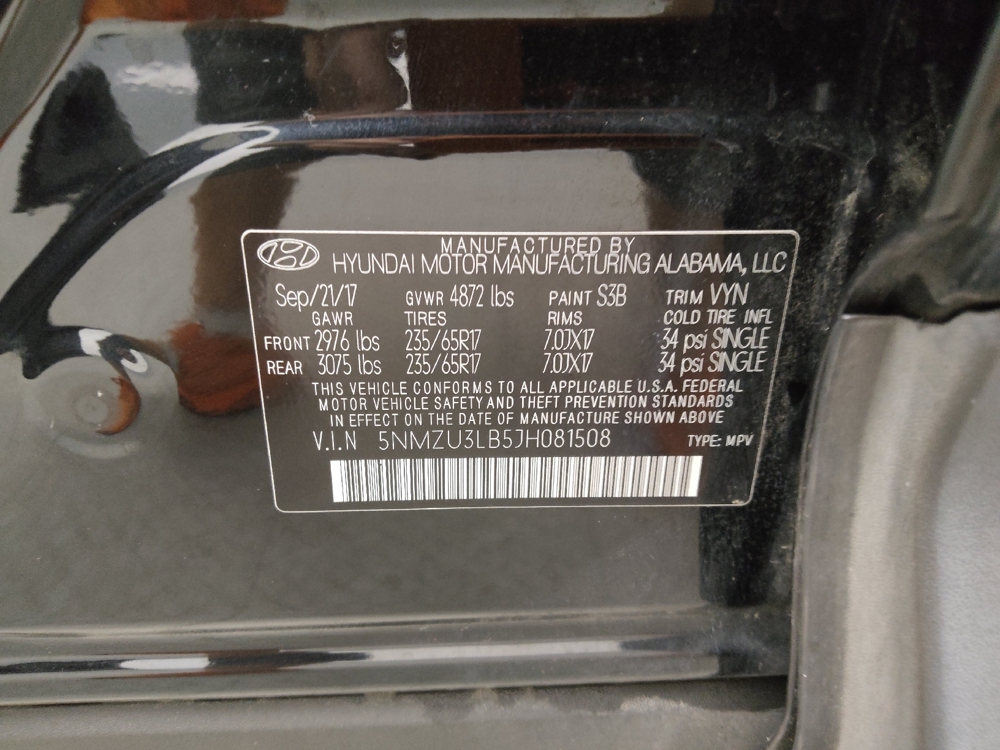 MANUFACTURED BY
HYUNDAI MOTOR MANUFACTURING ALABAMA, LLC
Sep/21/17 GVWR 4872 lbs PAINT S3B TRIM VYN
GAWR TIRES RIMS COLD TIRE INFL
FRONT 2976 lbs 235/65R17 7.0JX17 34 psi SINGLE
REAR 3075 lbs 235/65R17 7.0JX17 34 psi SINGLE
THIS VEHICLE CONFORMS TO ALL APPLICABLE U.S.A. FEDERAL
MOTOR VEHICLE SAFETY AND THEFT PREVENTION STANDARDS
IN EFFECT ON THE DATE OF MANUFACTURE SHOWN ABOVE
V.I.N 5NMZU3LB5JH081508 TYPE: MPV